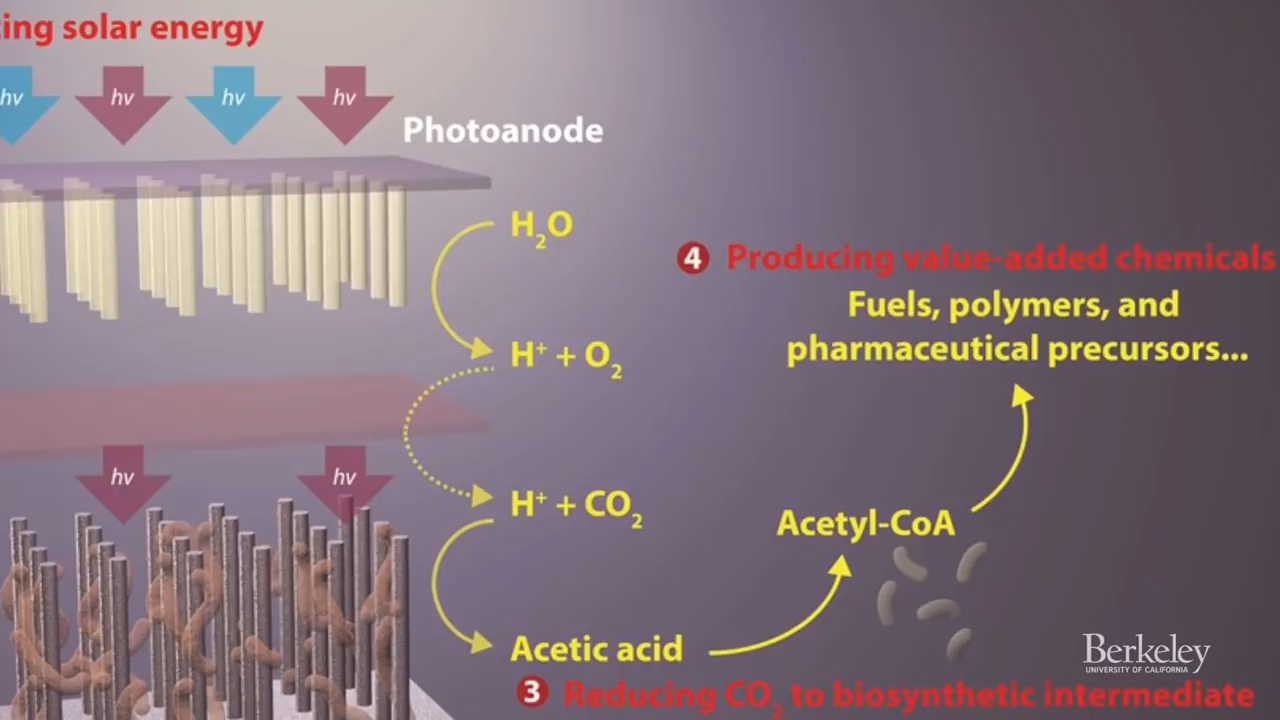 ing solar energy
hv hv hv hv
Photoanode
H₂O
4 Producing value-added chemicals
Fuels, polymers, and
pharmaceutical precursors...
H⁺ + O₂
hv hv
H⁺ + CO₂
Acetyl-CoA
Acetic acid
Berkeley
UNIVERSITY OF CALIFORNIA
3 Reducing CO₂ to biosynthetic intermediate